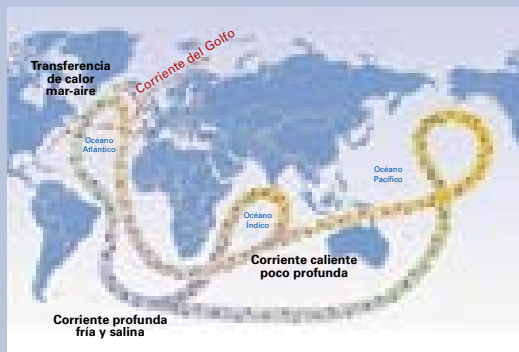 Transferencia
de calor
mar-aire
Corriente del Golfo
Océano
Atlántico
Océano
Pacífico
Océano
Índico
Corriente caliente
poco profunda
Corriente profunda
fría y salina